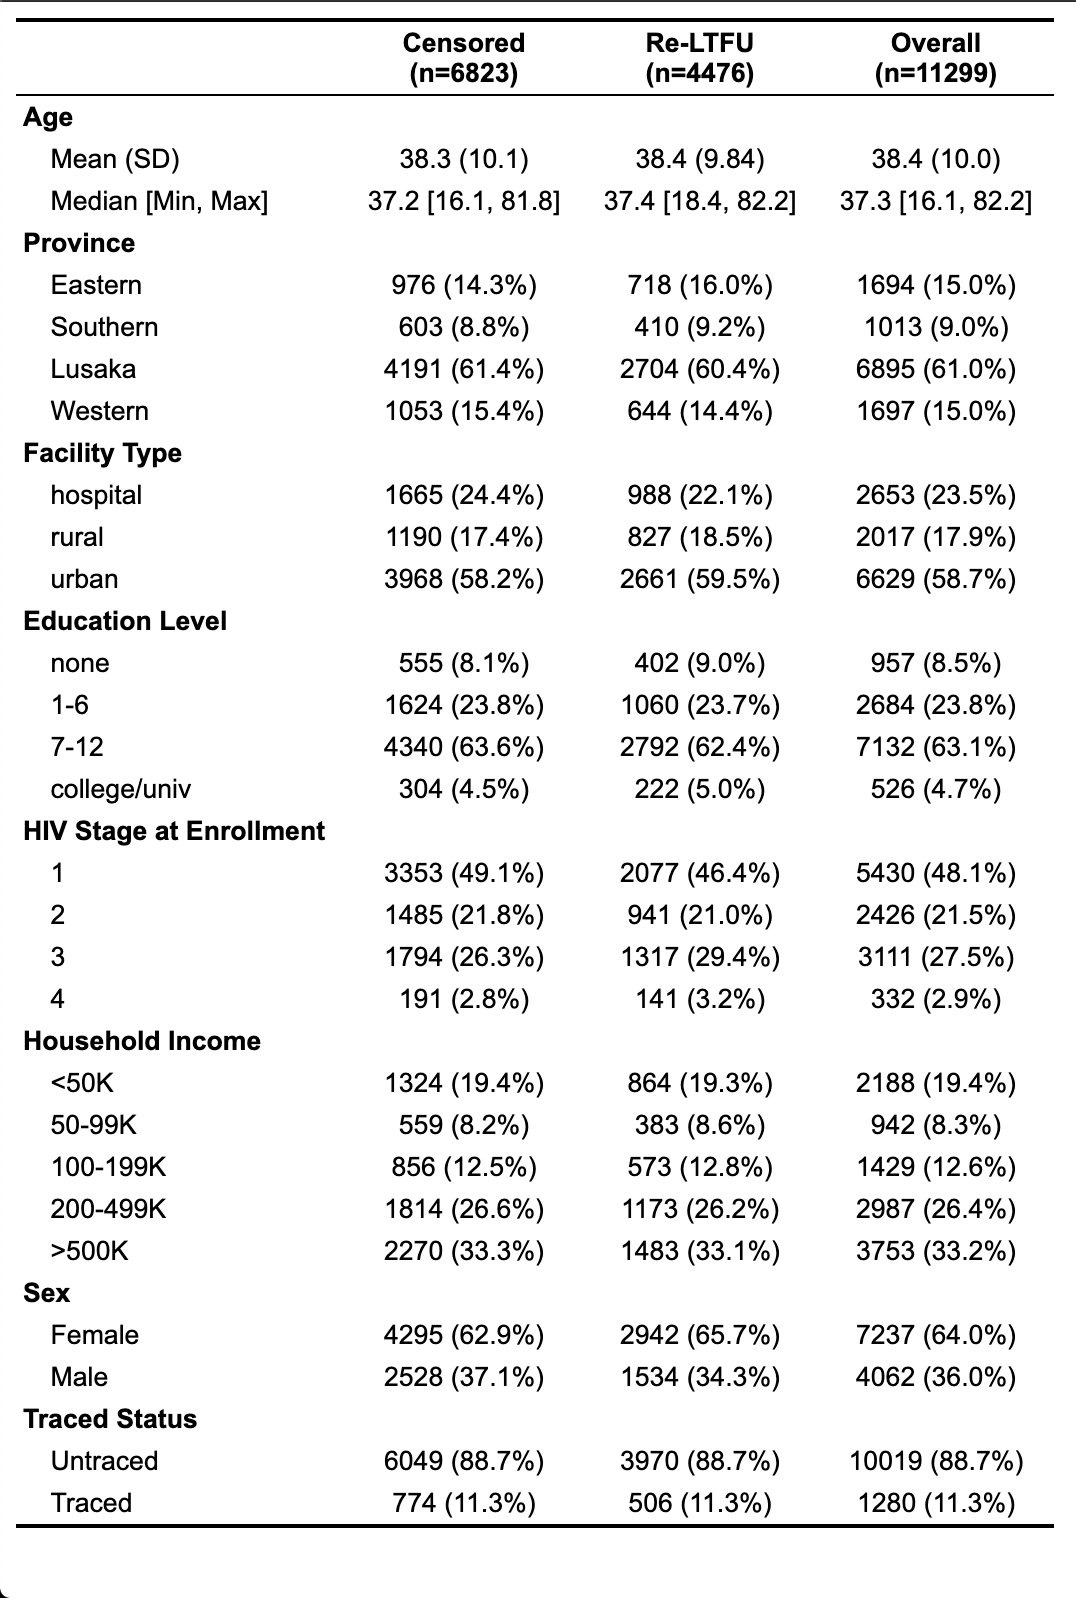 Censored Re-LTFU Overall
(n=6823) (n=4476) (n=11299)
Age
Mean (SD) 38.3 (10.1) 38.4 (9.84) 38.4 (10.0)
Median [Min, Max] 37.2 [16.1, 81.8] 37.4 [18.4, 82.2] 37.3 [16.1, 82.2]
Province
Eastern 976 (14.3%) 718 (16.0%) 1694 (15.0%)
Southern 603 (8.8%) 410 (9.2%) 1013 (9.0%)
Lusaka 4191 (61.4%) 2704 (60.4%) 6895 (61.0%)
Western 1053 (15.4%) 644 (14.4%) 1697 (15.0%)
Facility Type
hospital 1665 (24.4%) 988 (22.1%) 2653 (23.5%)
rural 1190 (17.4%) 827 (18.5%) 2017 (17.9%)
urban 3968 (58.2%) 2661 (59.5%) 6629 (58.7%)
Education Level
none 555 (8.1%) 402 (9.0%) 957 (8.5%)
1-6 1624 (23.8%) 1060 (23.7%) 2684 (23.8%)
7-12 4340 (63.6%) 2792 (62.4%) 7132 (63.1%)
college/univ 304 (4.5%) 222 (5.0%) 526 (4.7%)
HIV Stage at Enrollment
1 3353 (49.1%) 2077 (46.4%) 5430 (48.1%)
2 1485 (21.8%) 941 (21.0%) 2426 (21.5%)
3 1794 (26.3%) 1317 (29.4%) 3111 (27.5%)
4 191 (2.8%) 141 (3.2%) 332 (2.9%)
Household Income
<50K 1324 (19.4%) 864 (19.3%) 2188 (19.4%)
50-99K 559 (8.2%) 383 (8.6%) 942 (8.3%)
100-199K 856 (12.5%) 573 (12.8%) 1429 (12.6%)
200-499K 1814 (26.6%) 1173 (26.2%) 2987 (26.4%)
>500K 2270 (33.3%) 1483 (33.1%) 3753 (33.2%)
Sex
Female 4295 (62.9%) 2942 (65.7%) 7237 (64.0%)
Male 2528 (37.1%) 1534 (34.3%) 4062 (36.0%)
Traced Status
Untraced 6049 (88.7%) 3970 (88.7%) 10019 (88.7%)
Traced 774 (11.3%) 506 (11.3%) 1280 (11.3%)